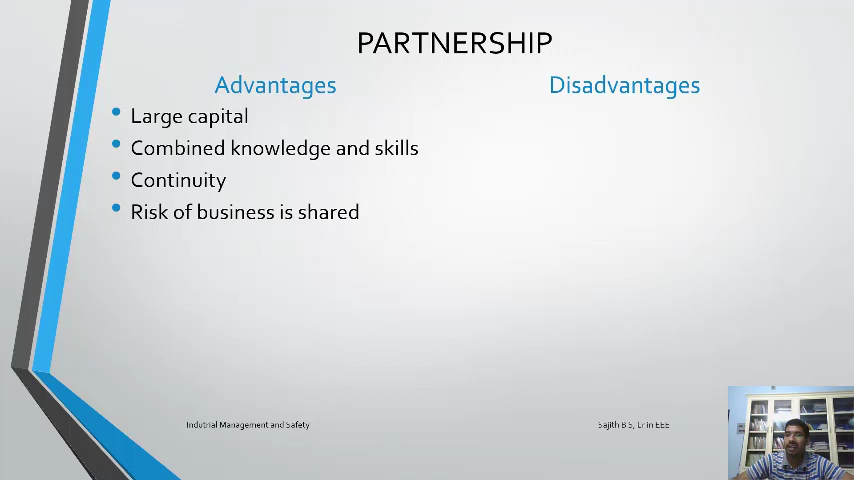 PARTNERSHIP
Advantages
Disadvantages
• Large capital
• Combined knowledge and skills
• Continuity
• Risk of business is shared
Indutrial Management and Safety
Sajith B S, Lr in EEE